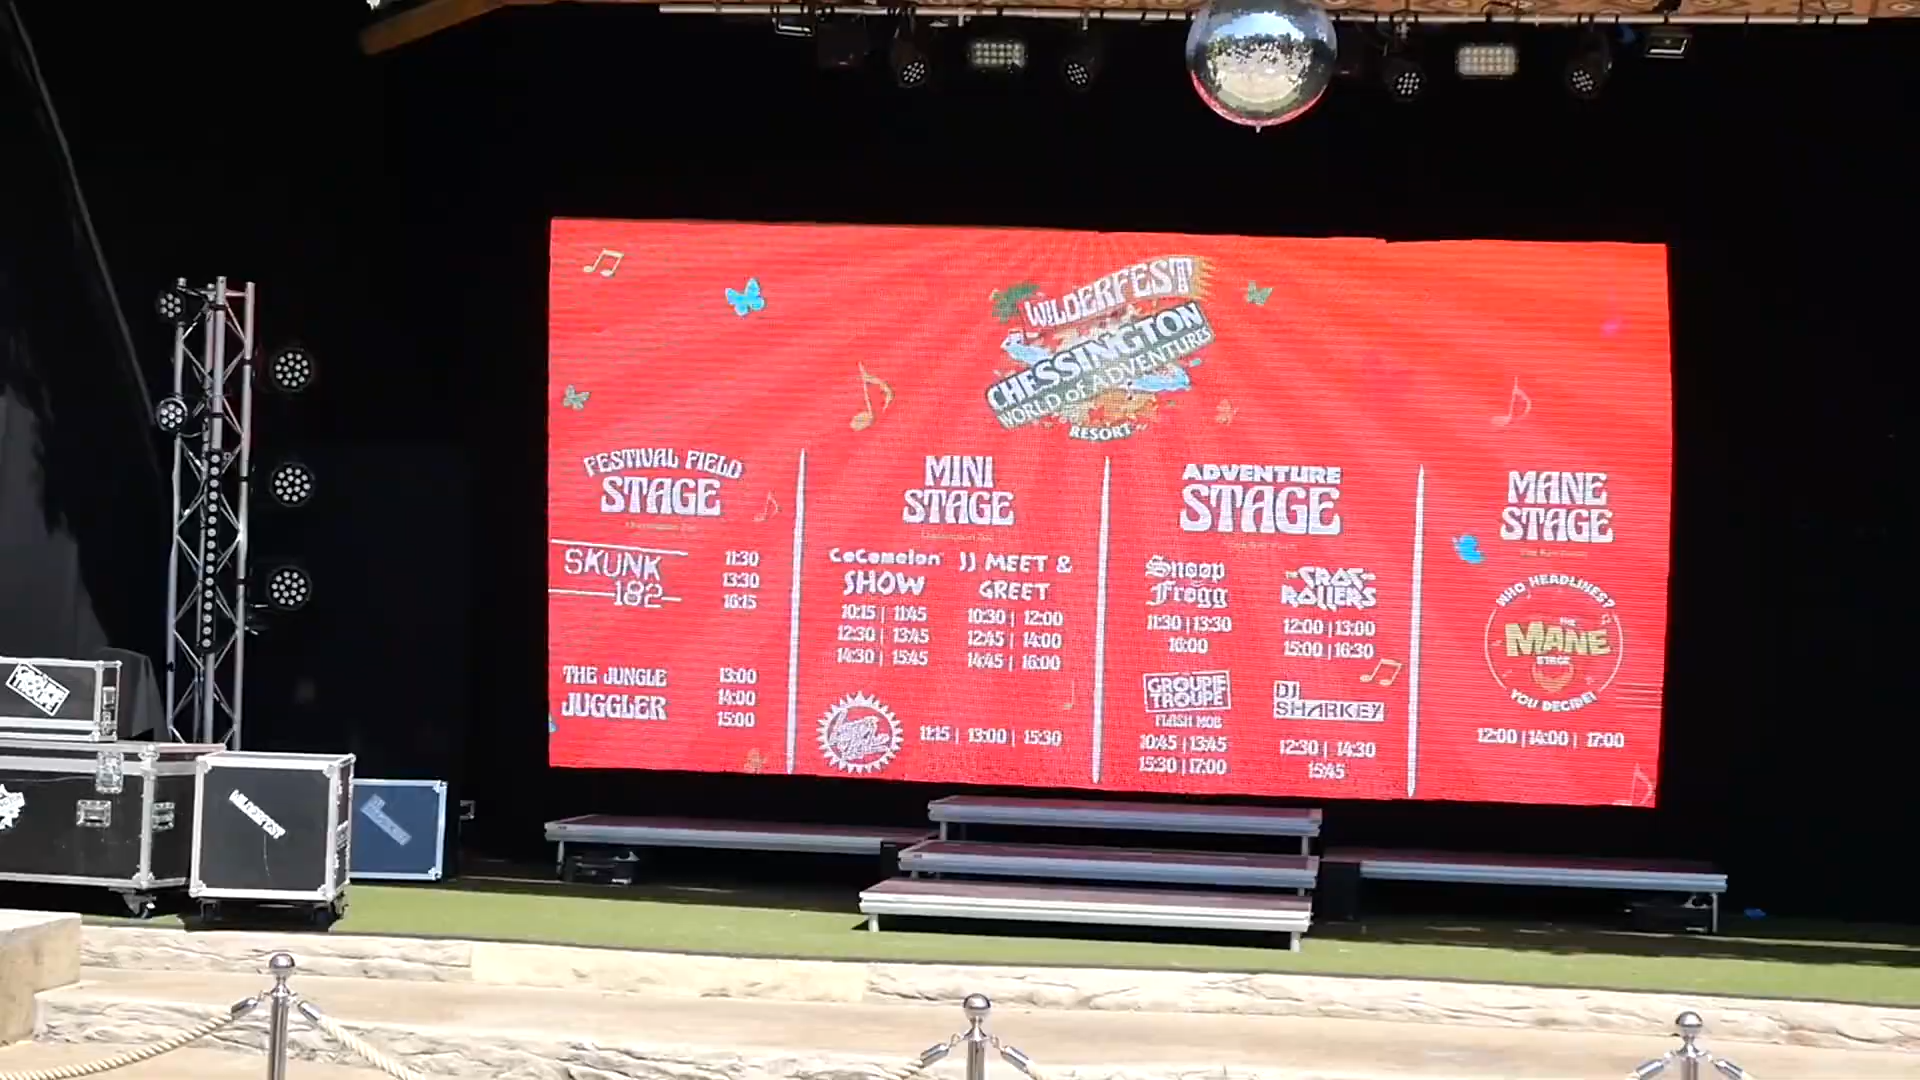 WILDERFEST
CHESSINGTON
WORLD OF ADVENTURES
RESORT
FESTIVAL FIELD
STAGE
SKUNK
182
11:30
13:30
16:15
THE JUNGLE
JUGGLER
13:00
14:00
15:00
MINI
STAGE
CoComelon
SHOW
10:15 | 11:45
12:30 | 13:45
14:30 | 15:45
JJ MEET &
GREET
10:30 | 12:00
12:45 | 14:00
14:45 | 16:00
11:15 | 13:00 | 15:30
ADVENTURE
STAGE
Snoop
Frogg
11:30 | 13:30
16:00
THE CROC-
ROLLERS
12:00 | 13:00
15:00 | 16:30
GROUPIE
TROUPE
FLASH MOB
10:45 | 13:45
15:30 | 17:00
DJ
SHARKEY
12:30 | 14:30
15:45
MANE
STAGE
WHO HEADLINES?
THE
MANE
STAGE
YOU DECIDE!
12:00 | 14:00 | 17:00
GROUPIE
TROUPE
WILDERFEST